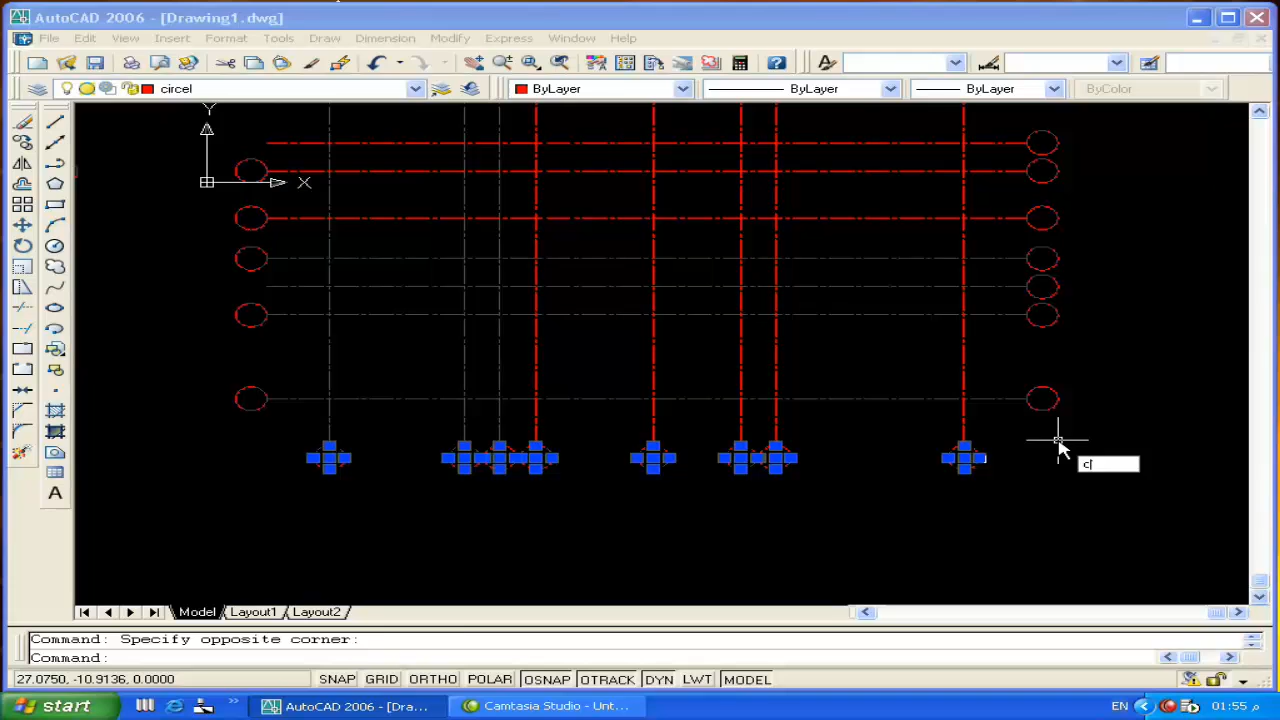 AutoCAD 2006 - [Drawing1.dwg]
File Edit View Insert Format Tools Draw Dimension Modify Express Window Help
circel ByLayer ByLayer ByLayer ByColor
Y
X
c
Model Layout1 Layout2
Command: Specify opposite corner:
Command:
27.0750, -10.9136, 0.0000 SNAP GRID ORTHO POLAR OSNAP OTRACK DYN LWT MODEL
start AutoCAD 2006 - [Dra... Camtasia Studio - Unt... EN 01:55 م